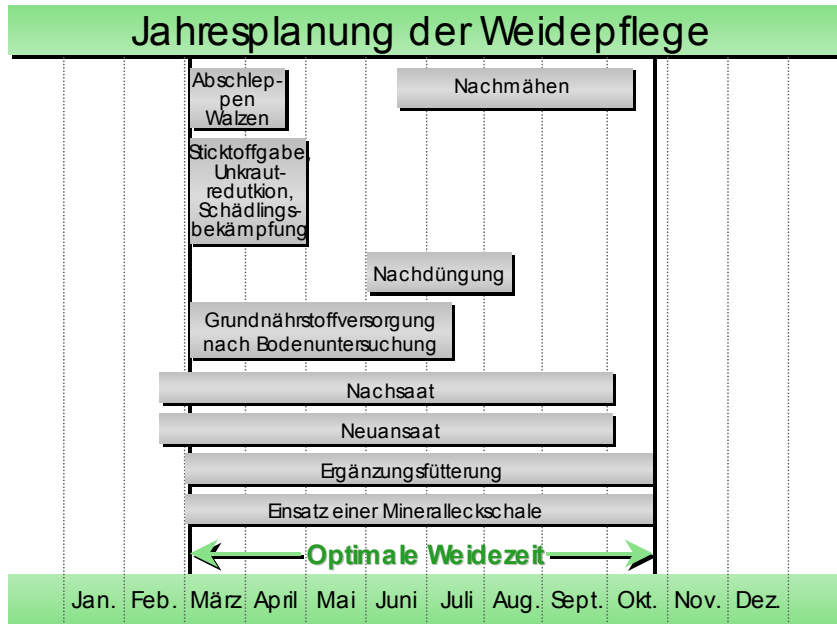 Jahresplanung der Weidepflege
Abschlep-
pen
Walzen
Nachmähen
Sticktoffgabe,
Unkraut-
redutkion,
Schädlings-
bekämpfung
Nachdüngung
Grundnährstoffversorgung
nach Bodenuntersuchung
Nachsaat
Neuansaat
Ergänzungsfütterung
Einsatz einer Mineralleckschale
Optimale Weidezeit
Jan. Feb. März April Mai Juni Juli Aug. Sept. Okt. Nov. Dez.